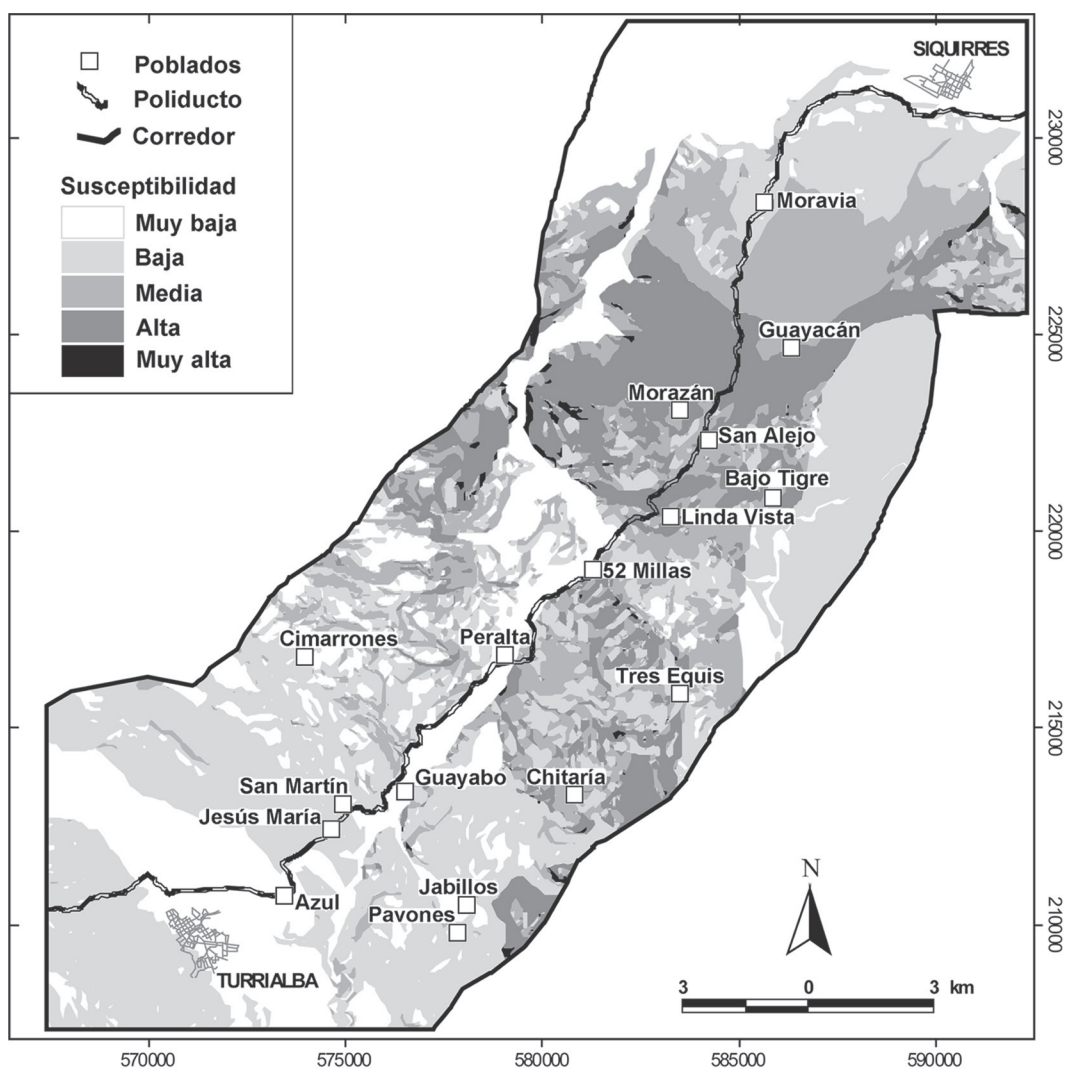 Poblados
Poliducto
Corredor
Susceptibilidad
Muy baja
Baja
Media
Alta
Muy alta
SIQUIRRES
Moravia
Guayacán
Morazán
San Alejo
Bajo Tigre
Linda Vista
52 Millas
Cimarrones
Peralta
Tres Equis
San Martín
Guayabo
Chitaría
Jesús María
Jabillos
Azul
Pavones
TURRIALBA
N
3 0 3 km
230000
225000
220000
215000
210000
570000 575000 580000 585000 590000